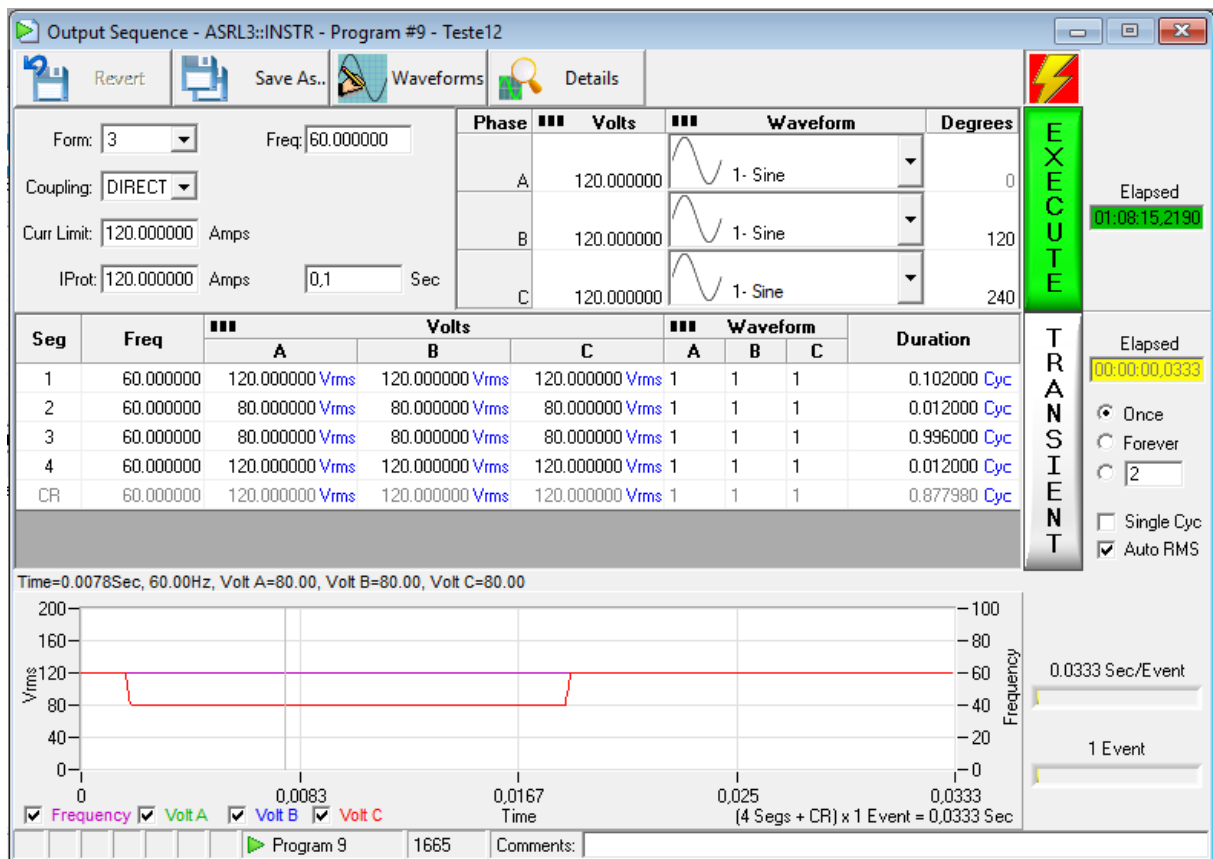 Output Sequence - ASRL3::INSTR - Program #9 - Teste12
Revert Save As.. Waveforms Details
Form: 3 Freq: 60.000000
Coupling: DIRECT
Curr Limit: 120.000000 Amps
IProt: 120.000000 Amps 0,1 Sec
Phase Volts Waveform Degrees
A 120.000000 1- Sine 0
B 120.000000 1- Sine 120
C 120.000000 1- Sine 240
EXECUTE
Elapsed
01:08:15,2190
Seg Freq Volts Waveform Duration
A B C A B C
1 60.000000 120.000000 Vrms 120.000000 Vrms 120.000000 Vrms 1 1 1 0.102000 Cyc
2 60.000000 80.000000 Vrms 80.000000 Vrms 80.000000 Vrms 1 1 1 0.012000 Cyc
3 60.000000 80.000000 Vrms 80.000000 Vrms 80.000000 Vrms 1 1 1 0.996000 Cyc
4 60.000000 120.000000 Vrms 120.000000 Vrms 120.000000 Vrms 1 1 1 0.012000 Cyc
CR 60.000000 120.000000 Vrms 120.000000 Vrms 120.000000 Vrms 1 1 1 0.877980 Cyc
TRANSIENT
Elapsed
00:00:00,0333
Once
Forever
2
Single Cyc
Auto RMS
Time=0.0078Sec, 60.00Hz, Volt A=80.00, Volt B=80.00, Volt C=80.00
200 100
160 80
120 60
80 40
40 20
0 0
Vrms
Frequency
0 0,0083 0,0167 0,025 0,0333
Frequency Volt A Volt B Volt C Time (4 Segs + CR) x 1 Event = 0,0333 Sec
0.0333 Sec/Event
1 Event
Program 9 1665 Comments: